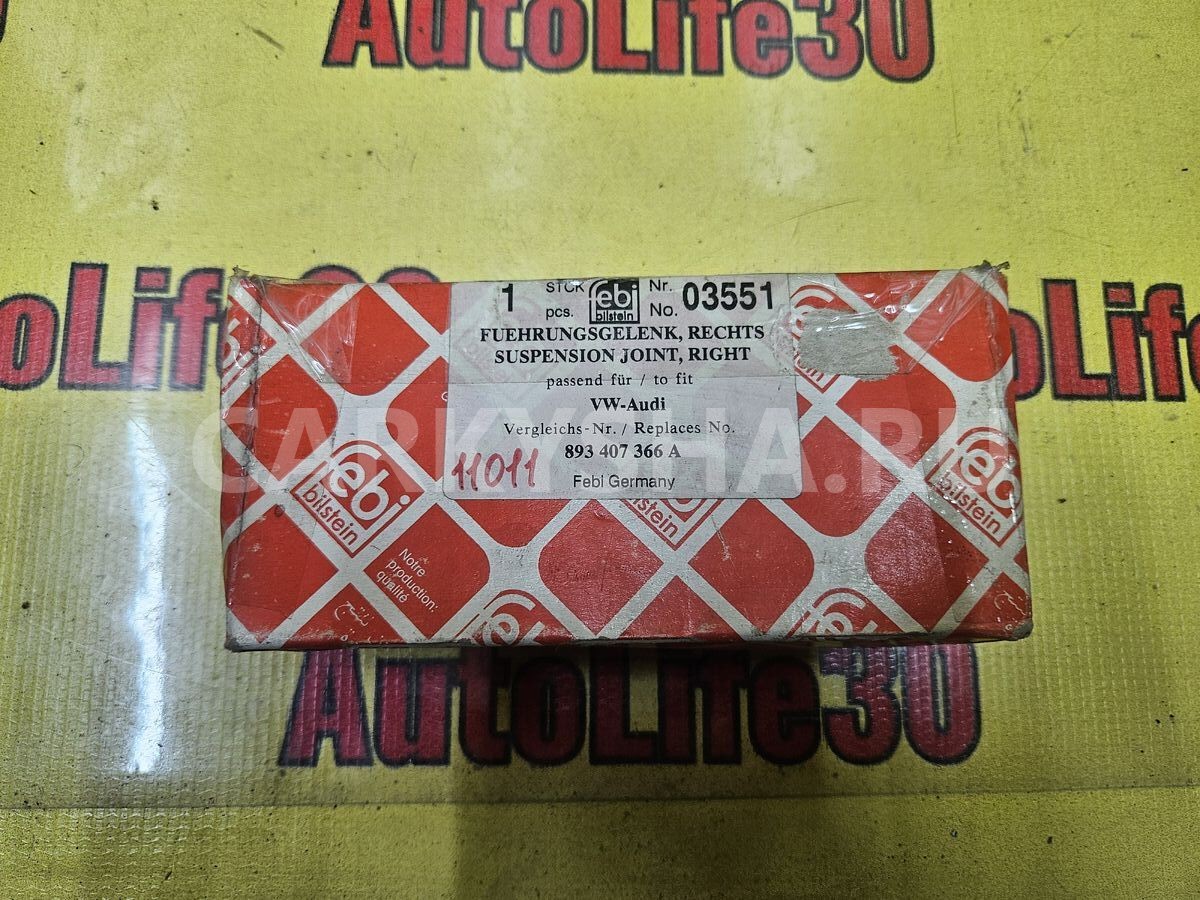 AutoLife30
1 STCK pcs. febi bilstein Nr. No. 03551
FUEHRUNGSGELENK, RECHTS
SUSPENSION JOINT, RIGHT
passend für / to fit
VW-Audi
Vergleichs-Nr. / Replaces No.
893 407 366 A
11011
Febi Germany
CARKYSHA.RU
febi
bilstein
febi
bilstein
bilstein
Notre
production:
qualité
febi
AutoLife30